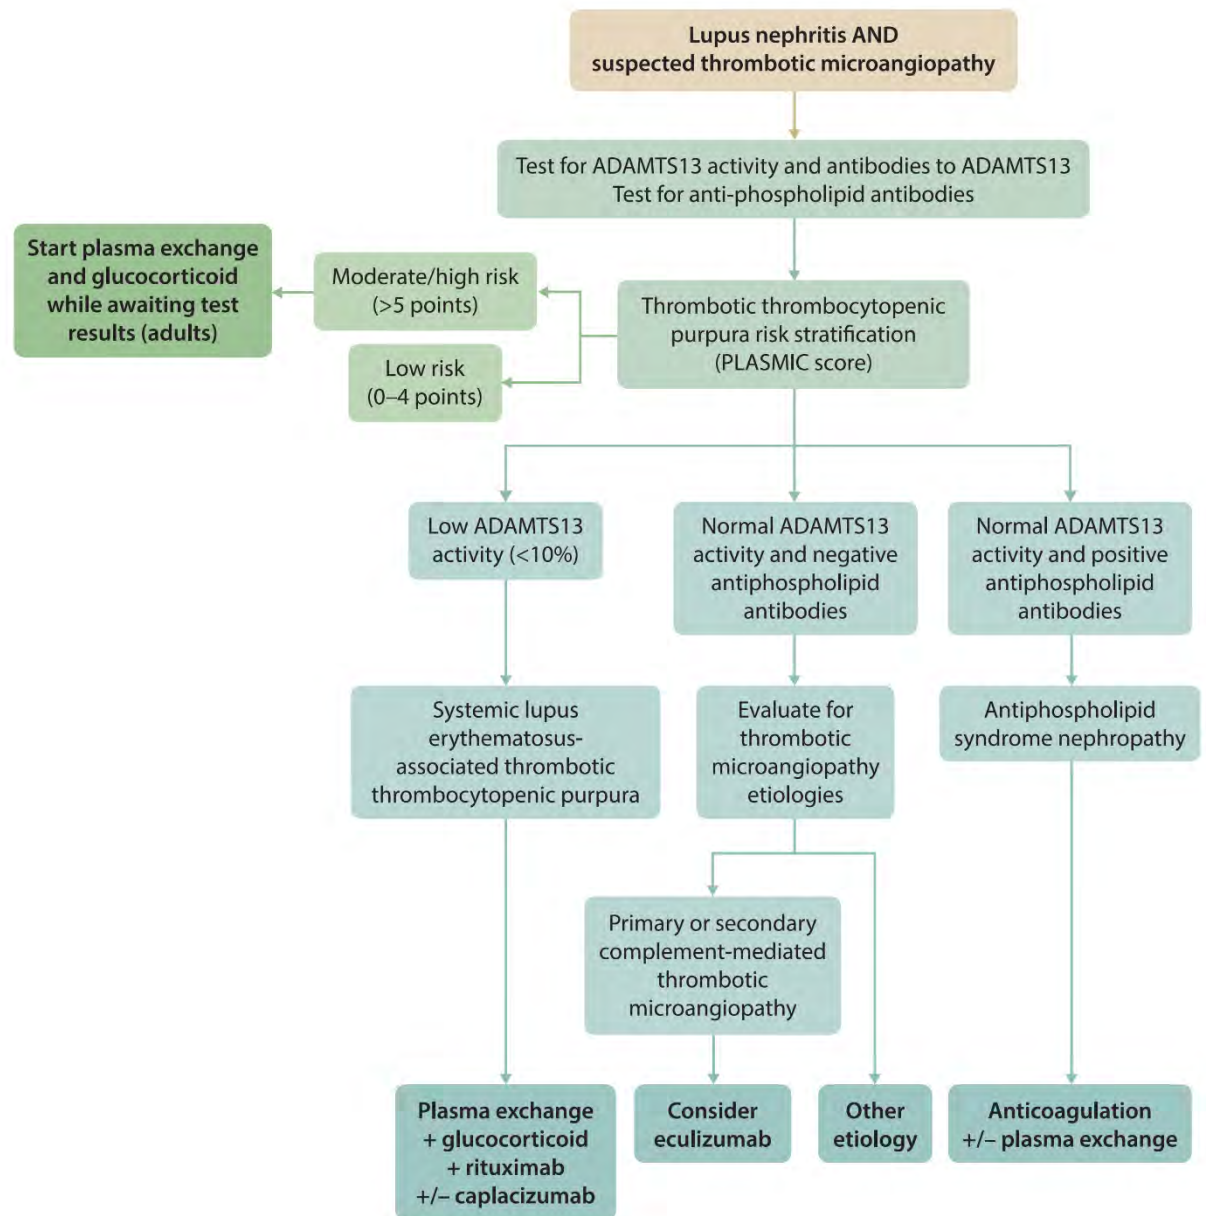 Lupus nephritis AND
suspected thrombotic microangiopathy
Test for ADAMTS13 activity and antibodies to ADAMTS13
Test for anti-phospholipid antibodies
Start plasma exchange
and glucocorticoid
while awaiting test
results (adults)
Moderate/high risk
(>5 points)
Low risk
(0–4 points)
Thrombotic thrombocytopenic
purpura risk stratification
(PLASMIC score)
Low ADAMTS13
activity (<10%)
Normal ADAMTS13
activity and negative
antiphospholipid
antibodies
Normal ADAMTS13
activity and positive
antiphospholipid
antibodies
Systemic lupus
erythematosus-
associated thrombotic
thrombocytopenic purpura
Evaluate for
thrombotic
microangiopathy
etiologies
Antiphospholipid
syndrome nephropathy
Primary or secondary
complement-mediated
thrombotic
microangiopathy
Plasma exchange
+ glucocorticoid
+ rituximab
+/– caplacizumab
Consider
eculizumab
Other
etiology
Anticoagulation
+/– plasma exchange